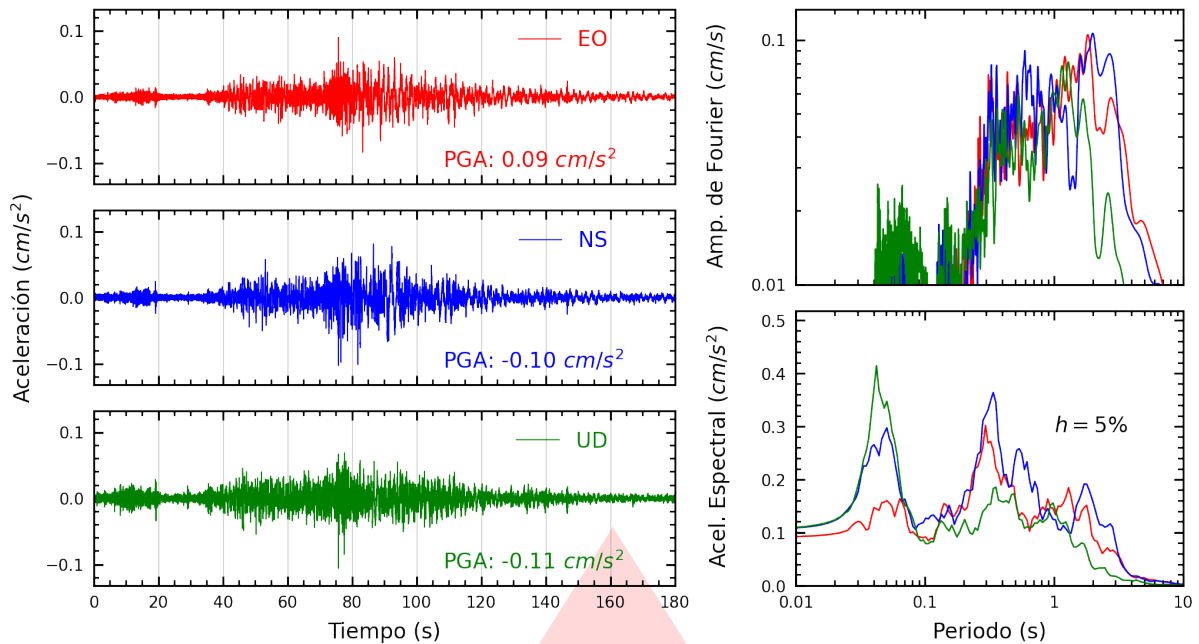 0.1
0.0
−0.1
EO
PGA: 0.09 cm/s²
0.1
0.0
−0.1
NS
PGA: -0.10 cm/s²
0.1
0.0
−0.1
UD
PGA: -0.11 cm/s²
0 20 40 60 80 100 120 140 160 180
Tiempo (s)
Aceleración (cm/s²)
0.1
0.01
Amp. de Fourier (cm/s)
0.5
0.4
0.3
0.2
0.1
0.0
h = 5%
Acel. Espectral (cm/s²)
0.01 0.1 1 10
Periodo (s)